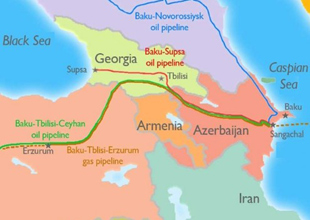 Baku-Novorossiysk
oil pipeline
Black Sea
Georgia
Baku-Supsa
oil pipeline
Caspian
Sea
Supsa
Tbilisi
Baku
Baku-Tbilisi-Ceyhan
oil pipeline
Armenia
Azerbaijan
Sangachal
Erzurum
Baku-Tblisi-Erzurum
gas pipeline
Iran